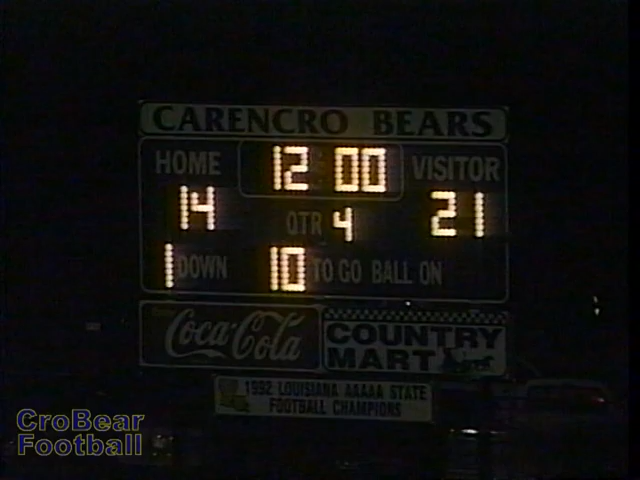 CARENCRO BEARS
HOME 12 00 VISITOR
14 QTR 4 21
1 DOWN 10 TO GO BALL ON
Coca-Cola
COUNTRY
MART
1992 LOUISIANA AAAAA STATE
FOOTBALL CHAMPIONS
CroBear
Football